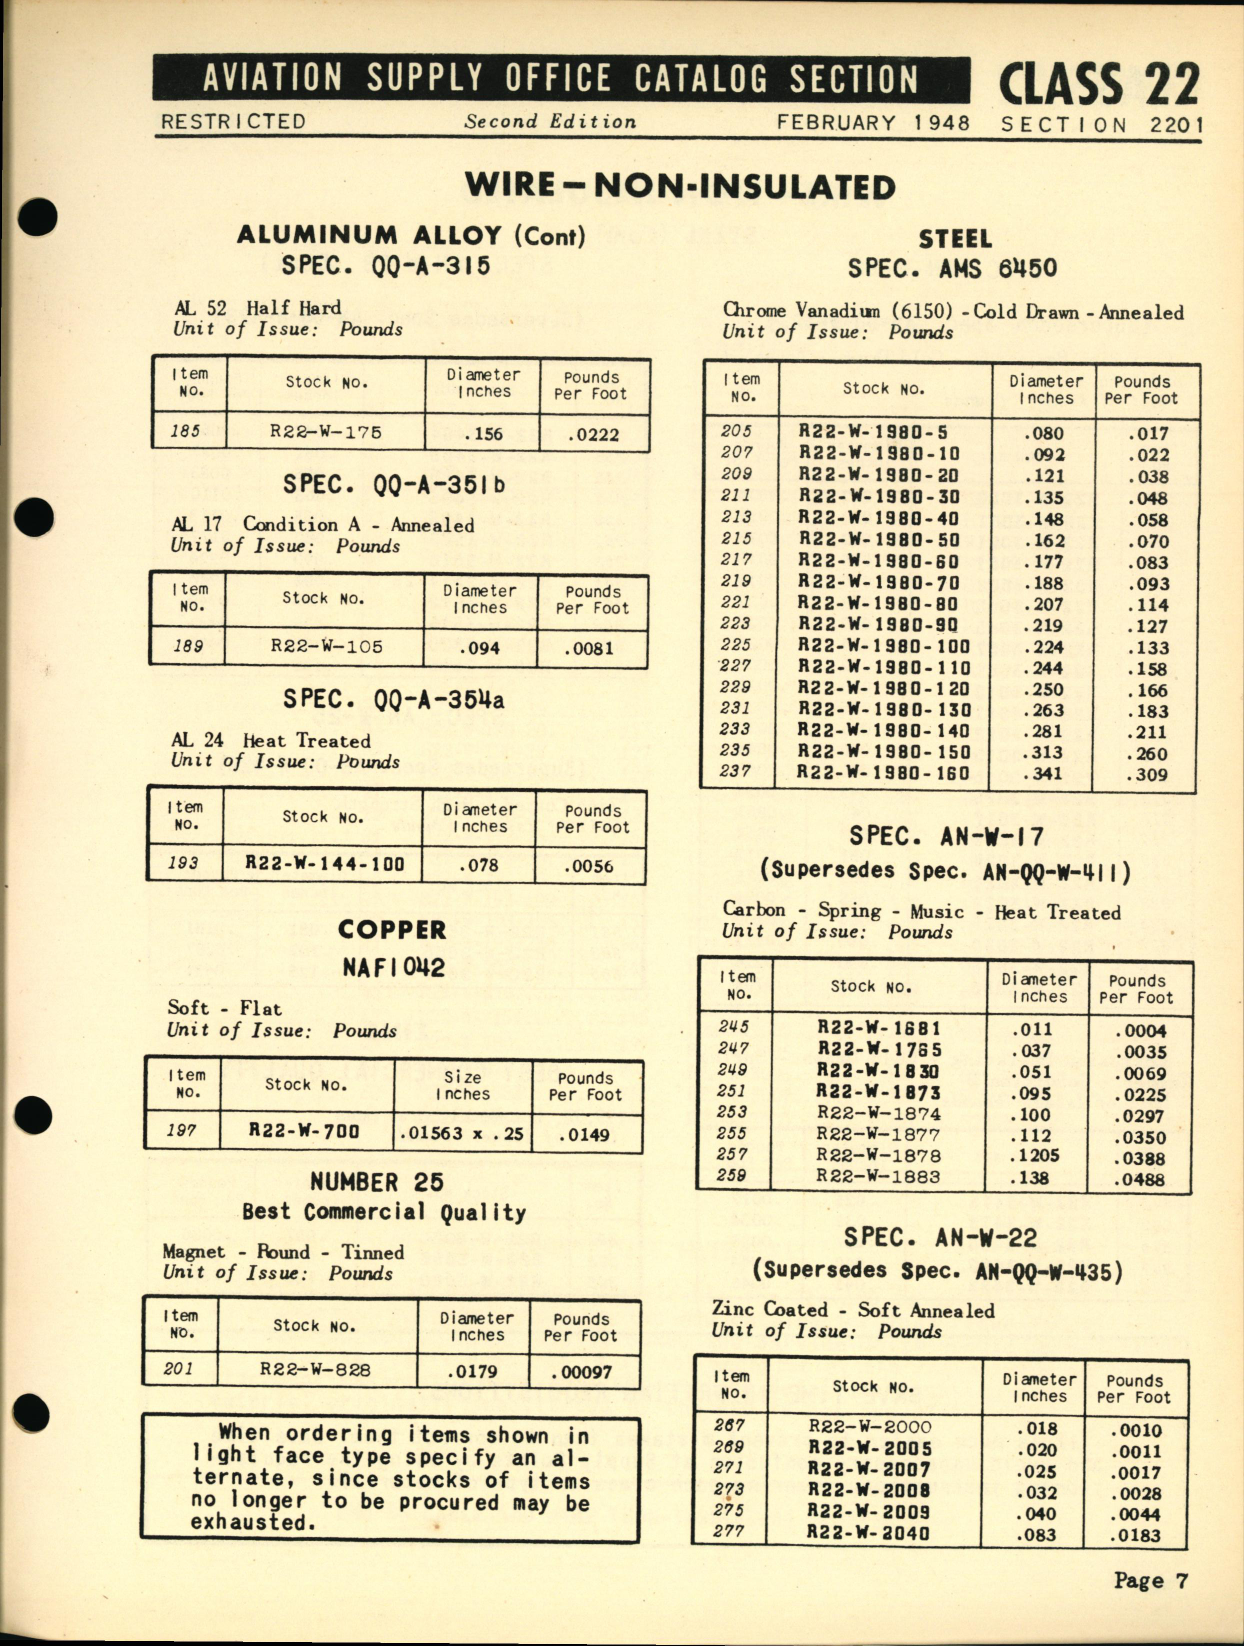 AVIATION SUPPLY OFFICE CATALOG SECTION CLASS 22
RESTRICTED Second Edition FEBRUARY 1948 SECTION 2201
WIRE—NON-INSULATED
ALUMINUM ALLOY (Cont)
SPEC. QQ-A-315
AL 52 Half Hard
Unit of Issue: Pounds
Item No. Stock No. Diameter Inches Pounds Per Foot
185 R22-W-175 .156 .0222
SPEC. QQ-A-351b
AL 17 Condition A - Annealed
Unit of Issue: Pounds
Item No. Stock No. Diameter Inches Pounds Per Foot
189 R22-W-105 .094 .0081
SPEC. QQ-A-354a
AL 24 Heat Treated
Unit of Issue: Pounds
Item No. Stock No. Diameter Inches Pounds Per Foot
193 R22-W-144-100 .078 .0056
COPPER
NAF1042
Soft - Flat
Unit of Issue: Pounds
Item No. Stock No. Size Inches Pounds Per Foot
197 R22-W-700 .01563 x .25 .0149
NUMBER 25
Best Commercial Quality
Magnet - Round - Tinned
Unit of Issue: Pounds
Item No. Stock No. Diameter Inches Pounds Per Foot
201 R22-W-828 .0179 .00097
When ordering items shown in
light face type specify an al-
ternate, since stocks of items
no longer to be procured may be
exhausted.
STEEL
SPEC. AMS 6450
Chrome Vanadium (6150) - Cold Drawn - Annealed
Unit of Issue: Pounds
Item No. Stock No. Diameter Inches Pounds Per Foot
205 R22-W-1980-5 .080 .017
207 R22-W-1980-10 .092 .022
209 R22-W-1980-20 .121 .038
211 R22-W-1980-30 .135 .048
213 R22-W-1980-40 .148 .058
215 R22-W-1980-50 .162 .070
217 R22-W-1980-60 .177 .083
219 R22-W-1980-70 .188 .093
221 R22-W-1980-80 .207 .114
223 R22-W-1980-90 .219 .127
225 R22-W-1980-100 .224 .133
227 R22-W-1980-110 .244 .158
229 R22-W-1980-120 .250 .166
231 R22-W-1980-130 .263 .183
233 R22-W-1980-140 .281 .211
235 R22-W-1980-150 .313 .260
237 R22-W-1980-160 .341 .309
SPEC. AN-W-17
(Supersedes Spec. AN-QQ-W-411)
Carbon - Spring - Music - Heat Treated
Unit of Issue: Pounds
Item No. Stock No. Diameter Inches Pounds Per Foot
245 R22-W-1681 .011 .0004
247 R22-W-1765 .037 .0035
249 R22-W-1830 .051 .0069
251 R22-W-1873 .095 .0225
253 R22-W-1874 .100 .0297
255 R22-W-1877 .112 .0350
257 R22-W-1878 .1205 .0388
259 R22-W-1883 .138 .0488
SPEC. AN-W-22
(Supersedes Spec. AN-QQ-W-435)
Zinc Coated - Soft Annealed
Unit of Issue: Pounds
Item No. Stock No. Diameter Inches Pounds Per Foot
267 R22-W-2000 .018 .0010
269 R22-W-2005 .020 .0011
271 R22-W-2007 .025 .0017
273 R22-W-2008 .032 .0028
275 R22-W-2009 .040 .0044
277 R22-W-2040 .083 .0183
Page 7